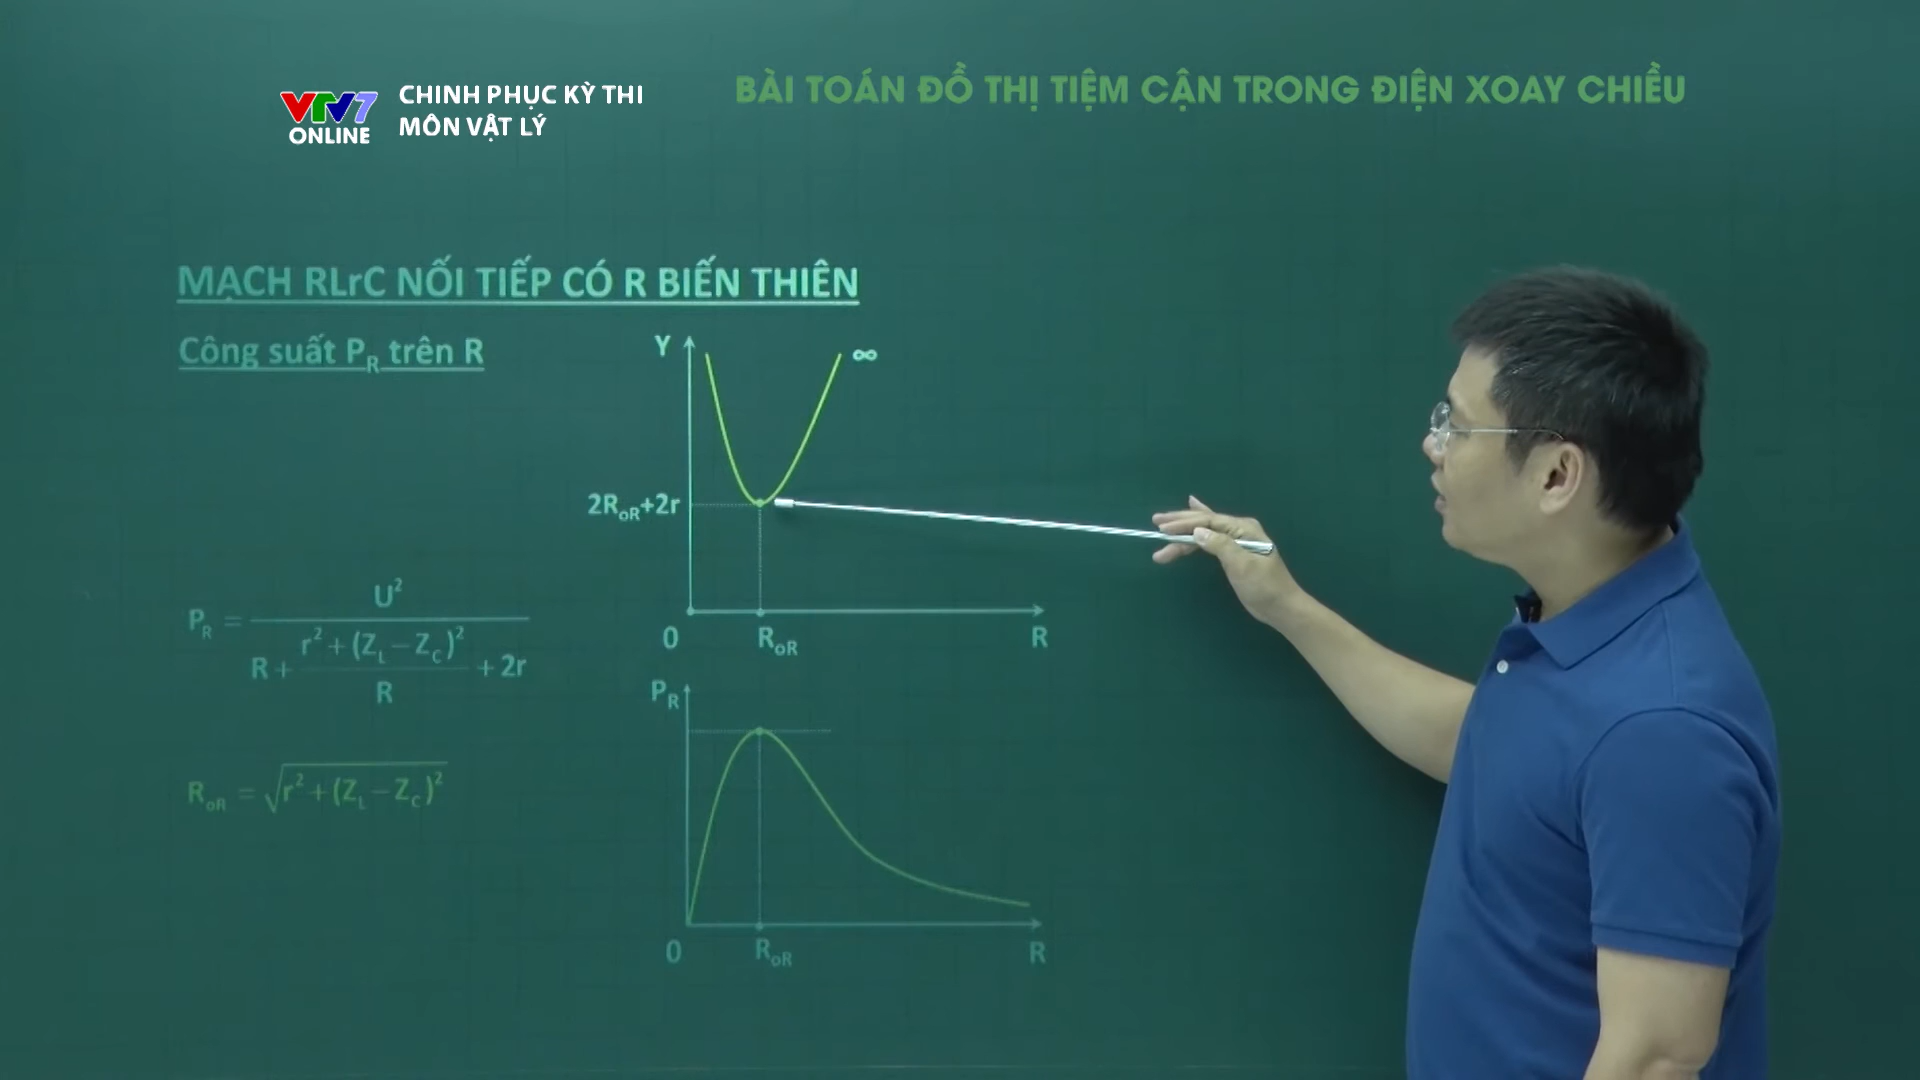 VTV7
ONLINE
CHINH PHỤC KỲ THI
MÔN VẬT LÝ
BÀI TOÁN ĐỒ THỊ TIỆM CẬN TRONG ĐIỆN XOAY CHIỀU
MẠCH RLrC NỐI TIẾP CÓ R BIẾN THIÊN
Công suất P_R trên R
Y
∞
2R_oR+2r
0
R_oR
R
P_R = U² / (R + (r² + (Z_L − Z_C)²) / R + 2r)
P_R
R_oR = √(r² + (Z_L − Z_C)²)
0
R_oR
R